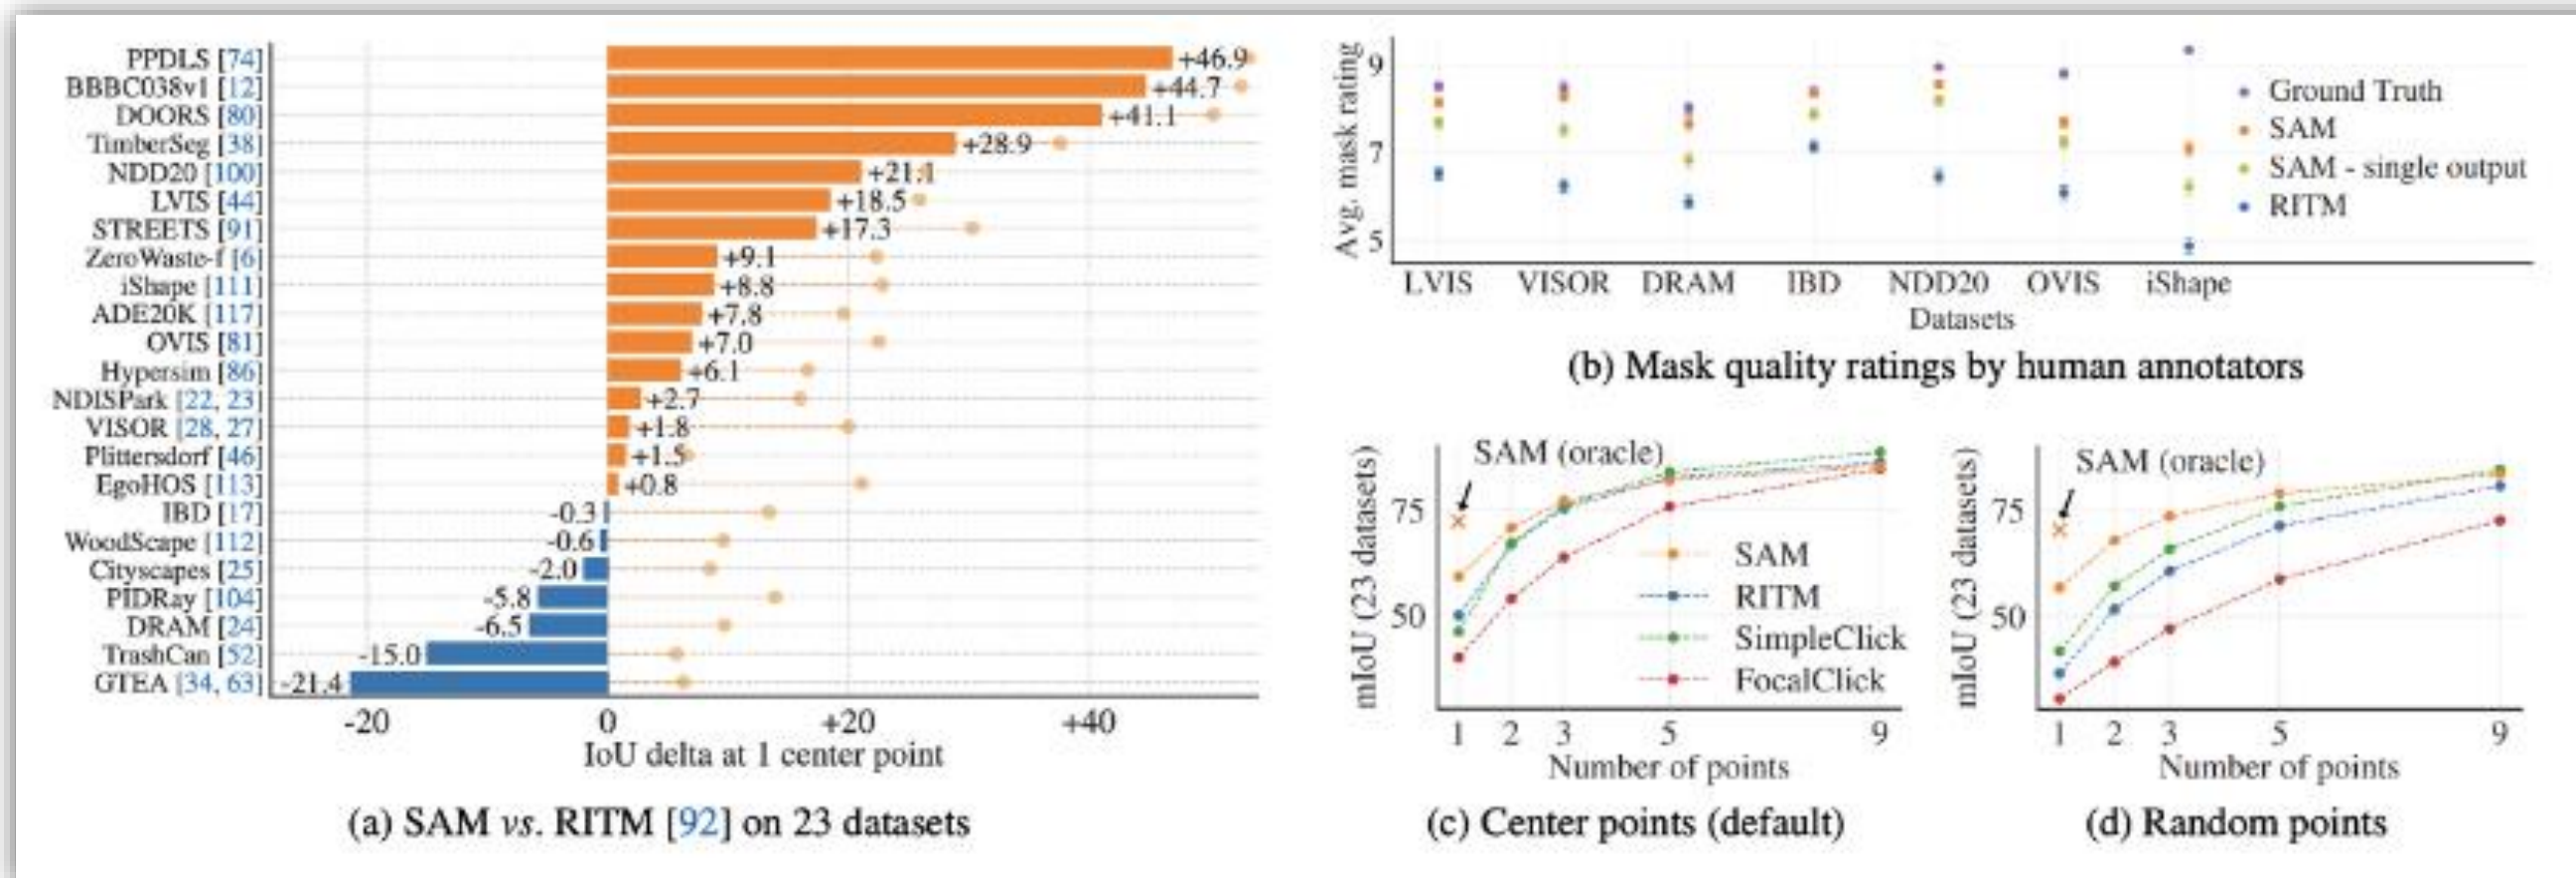 PPDLS [74] +46.9
BBBC038v1 [12] +44.7
DOORS [80] +41.1
TimberSeg [38] +28.9
NDD20 [100] +21.1
LVIS [44] +18.5
STREETS [91] +17.3
ZeroWaste-f [6] +9.1
iShape [111] +8.8
ADE20K [117] +7.8
OVIS [81] +7.0
Hypersim [86] +6.1
NDISPark [22, 23] +2.7
VISOR [28, 27] +1.8
Plittersdorf [46] +1.5
EgoHOS [113] +0.8
IBD [17] -0.3
WoodScape [112] -0.6
Cityscapes [25] -2.0
PIDRay [104] -5.8
DRAM [24] -6.5
TrashCan [52] -15.0
GTEA [34, 63] -21.4
-20 0 +20 +40
IoU delta at 1 center point
(a) SAM vs. RITM [92] on 23 datasets
Avg. mask rating
9
7
5
Ground Truth
SAM
SAM - single output
RITM
LVIS VISOR DRAM IBD NDD20 OVIS iShape
Datasets
(b) Mask quality ratings by human annotators
mIoU (23 datasets)
75
50
SAM (oracle)
SAM
RITM
SimpleClick
FocalClick
1 2 3 5 9
Number of points
(c) Center points (default)
mIoU (23 datasets)
75
50
SAM (oracle)
1 2 3 5 9
Number of points
(d) Random points